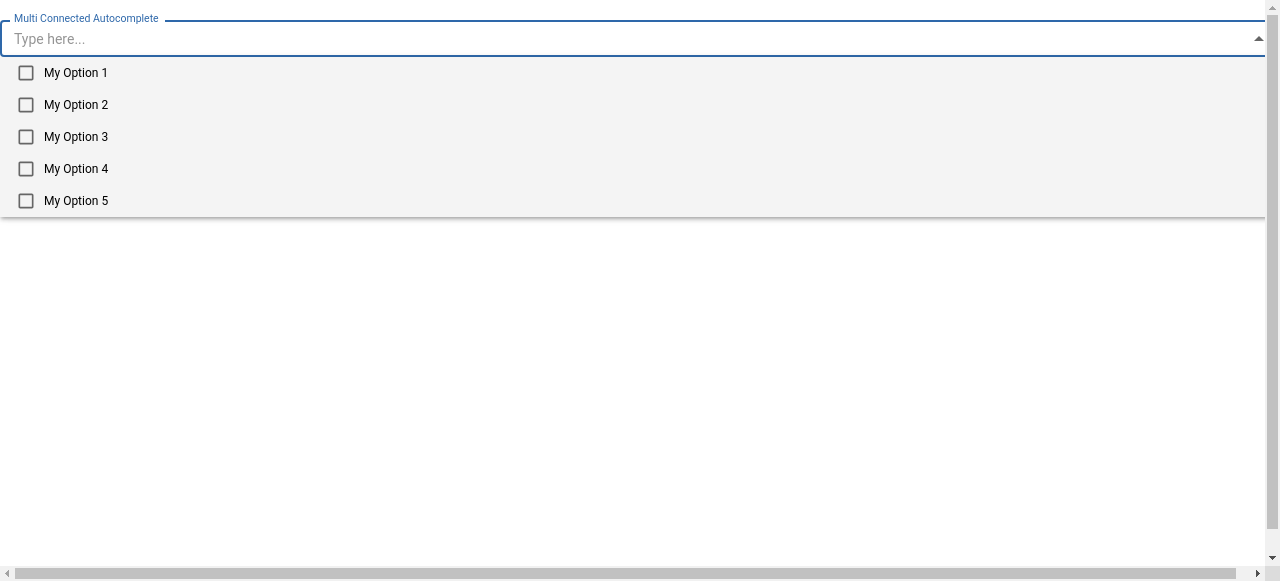 Multi Connected Autocomplete
Type here...
My Option 1
My Option 2
My Option 3
My Option 4
My Option 5